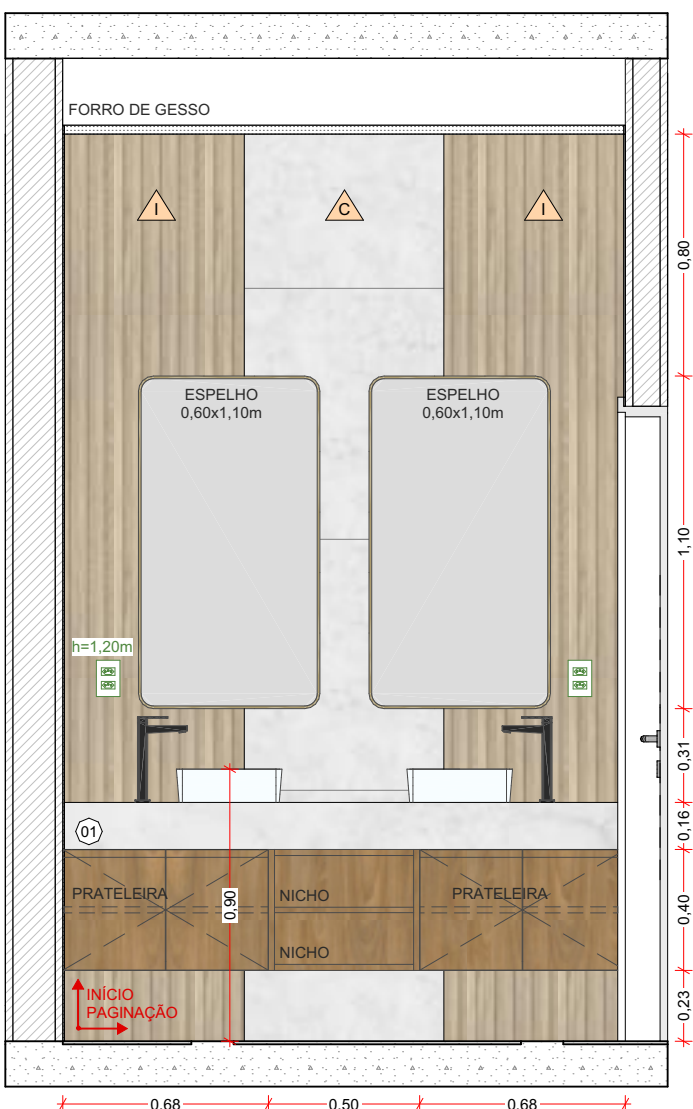 FORRO DE GESSO
I
C
I
0,80
ESPELHO
0,60x1,10m
ESPELHO
0,60x1,10m
1,10
h=1,20m
0,31
01
0,16
PRATELEIRA
NICHO
PRATELEIRA
0,90
0,40
NICHO
INÍCIO
PAGINAÇÃO
0,23
0,68
0,50
0,68